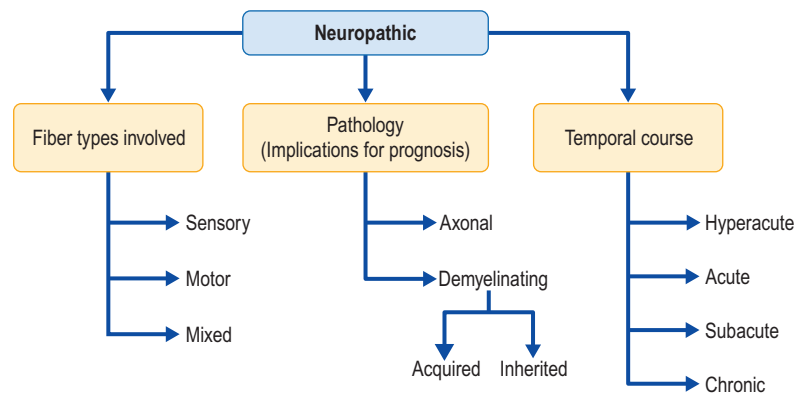 Neuropathic
Fiber types involved
Sensory
Motor
Mixed
Pathology
(Implications for prognosis)
Axonal
Demyelinating
Acquired
Inherited
Temporal course
Hyperacute
Acute
Subacute
Chronic